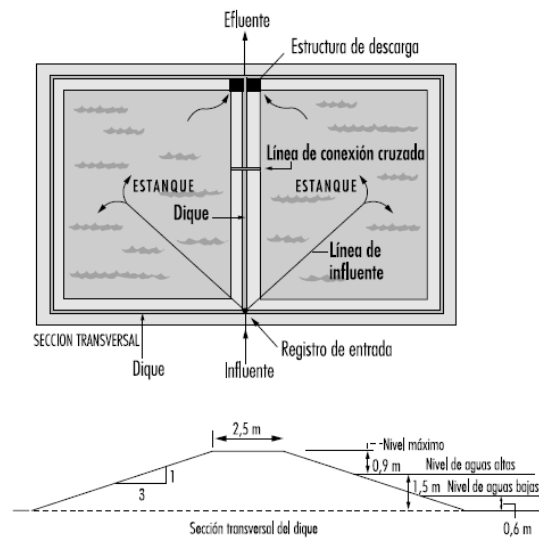 Efluente
Estructura de descarga
Línea de conexión cruzada
ESTANQUE
ESTANQUE
Dique
Línea de
influente
SECCION TRANSVERSAL
Registro de entrada
Dique
Influente
2,5 m
Nivel máximo
1
3
0,9 m
Nivel de aguas altas
1,5 m
Nivel de aguas bajas
Sección transversal del dique
0,6 m